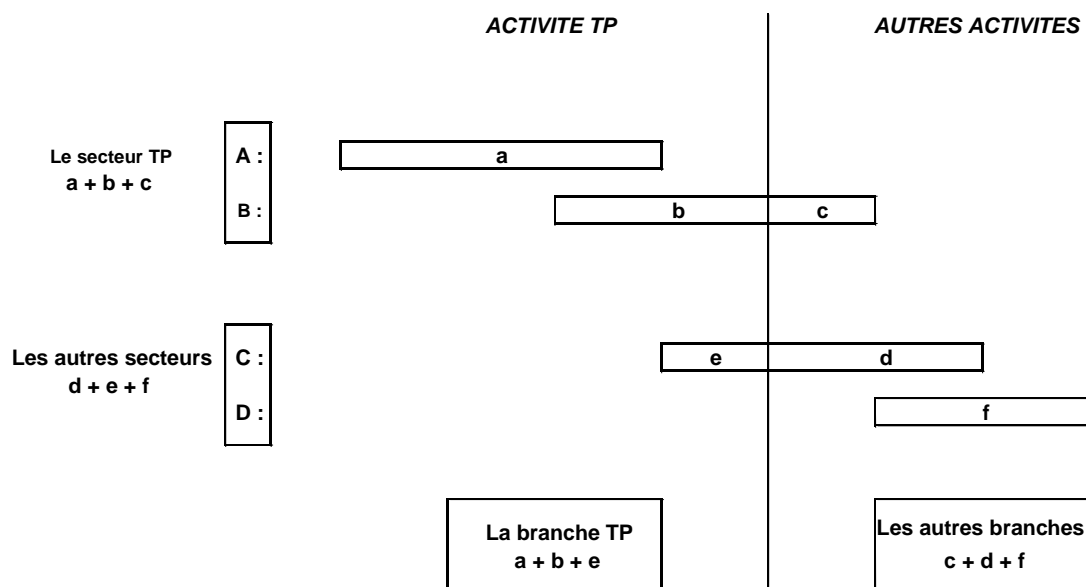 ACTIVITE TP
AUTRES ACTIVITES
Le secteur TP
a + b + c
A :
a
B :
b
c
Les autres secteurs
d + e + f
C :
e
d
D :
f
La branche TP
a + b + e
Les autres branches
c + d + f